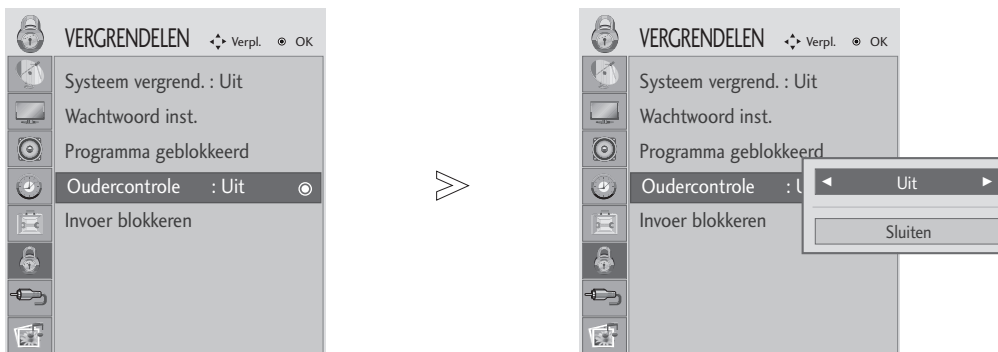 VERGRENDELEN Verpl. OK
Systeem vergrend. : Uit
Wachtwoord inst.
Programma geblokkeerd
Oudercontrole : Uit
Invoer blokkeren
VERGRENDELEN Verpl. OK
Systeem vergrend. : Uit
Wachtwoord inst.
Programma geblokkeerd
Oudercontrole : U
Uit
Invoer blokkeren
Sluiten